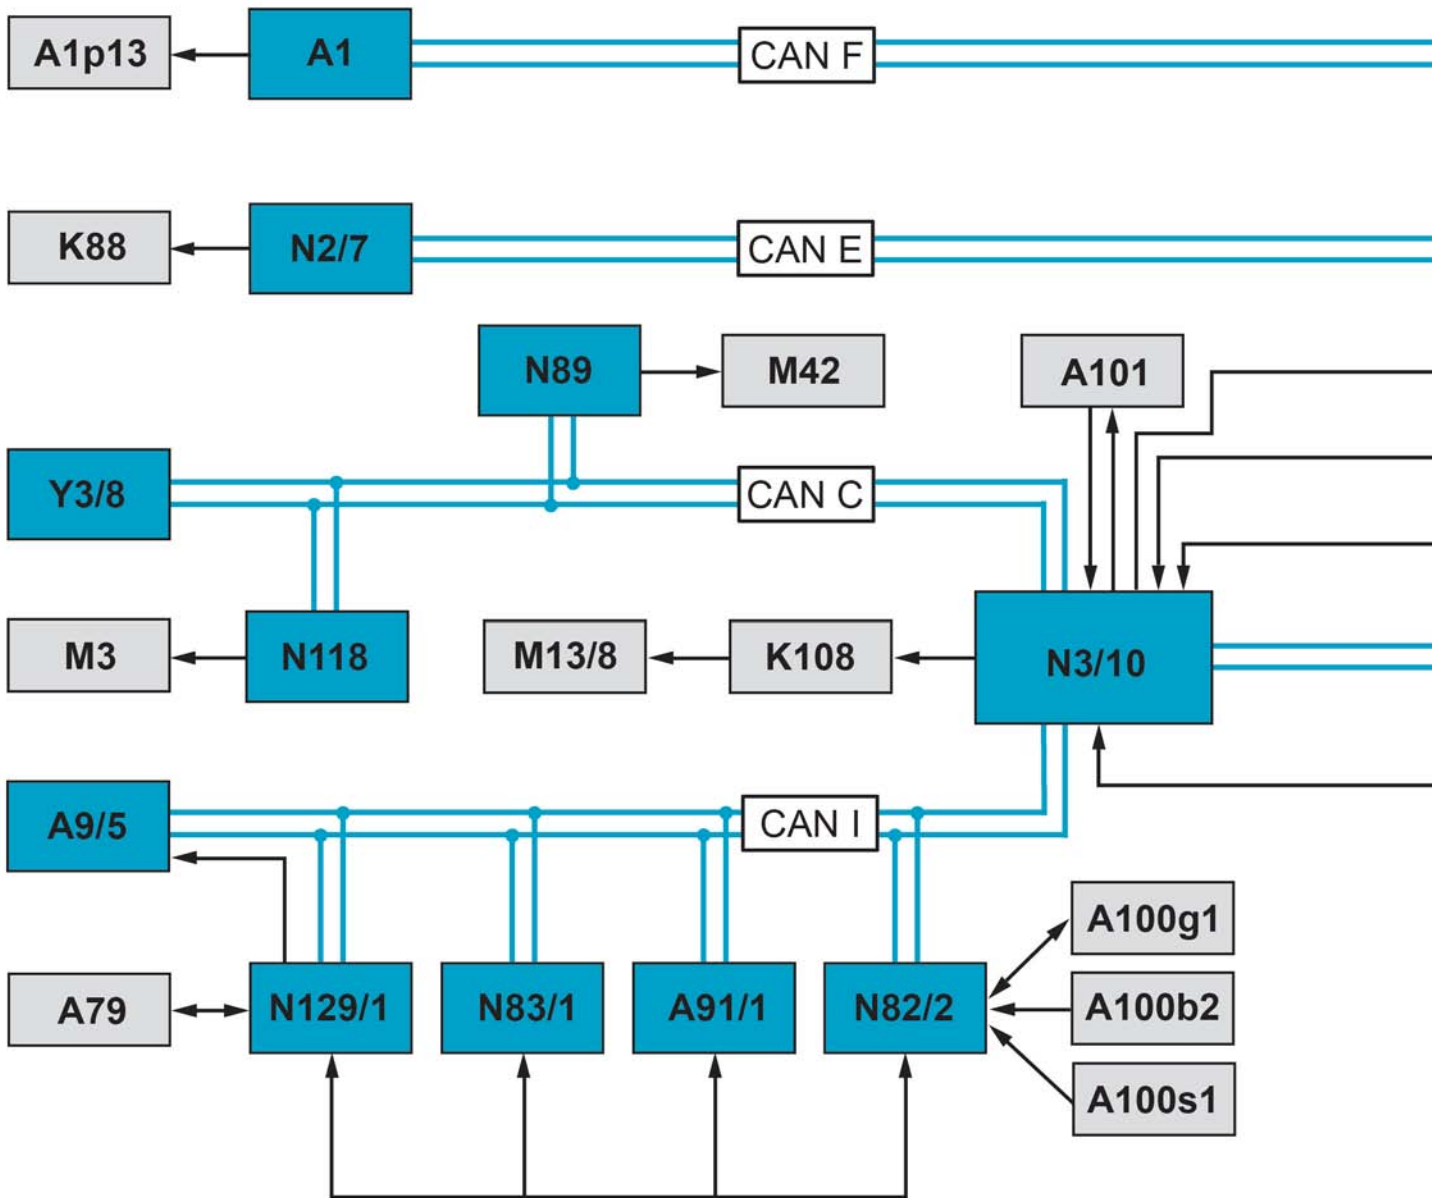 A1p13
A1
CAN F
K88
N2/7
CAN E
N89
M42
A101
Y3/8
CAN C
M3
N118
M13/8
K108
N3/10
A9/5
CAN I
A100g1
A79
N129/1
N83/1
A91/1
N82/2
A100b2
A100s1